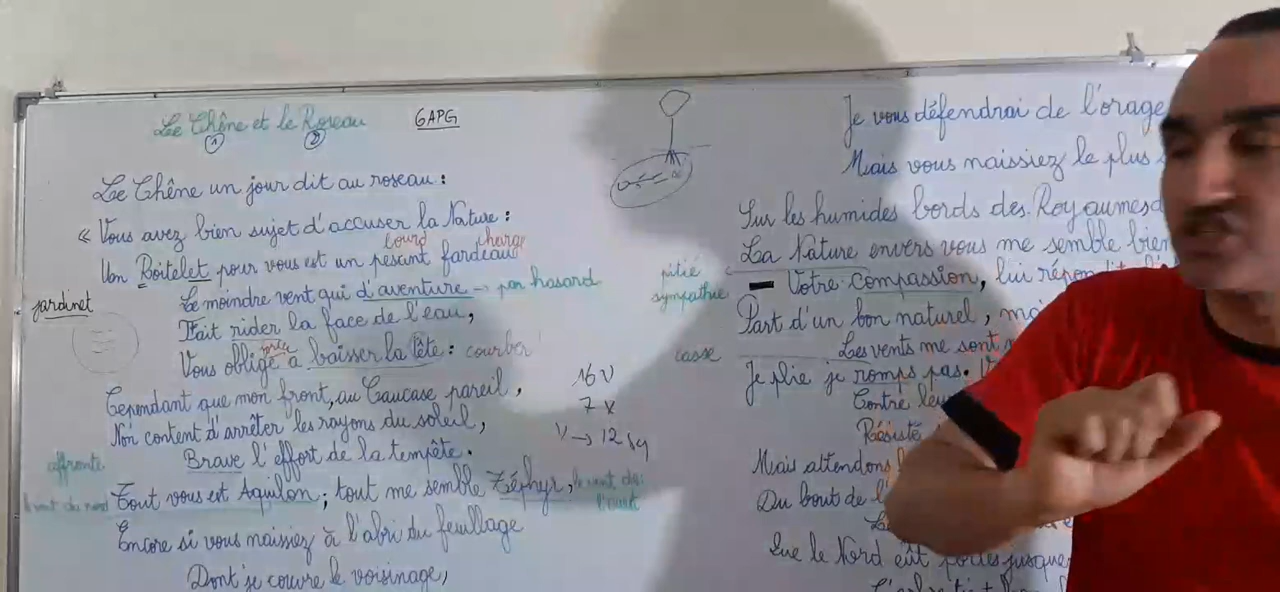 Le Chêne et le Roseau
1 2
6APG
Le Chêne un jour dit au roseau :
« Vous avez bien sujet d'accuser la Nature :
lourd charge
Un Roitelet pour vous est un pesant fardeau
Le moindre vent qui d'aventure → par hasard
jardinet
Fait rider la face de l'eau,
Vous oblige à baisser la tête : courber
Cependant que mon front, au Caucase pareil,
Non content d'arrêter les rayons du soleil,
Brave l'effort de la tempête.
affronte
16 V
7 x
V → 12 sy
vent du nord
Tout vous est Aquilon ; tout me semble Zéphyr,
le vent de l'ouest
Encore si vous naissiez à l'abri du feuillage
Dont je couvre le voisinage,
Je vous défendrai de l'orage
Mais vous naissiez le plus
Sur les humides bords des Royaumes d
La Nature envers vous me semble bien
pitié
sympathie
– Votre compassion, lui répondit l'
Part d'un bon naturel, mai
Les vents me sont
casse
Je plie je romps pas.
Contre leu
Résisté
Mais attendons
Du bout de l'
Que le Nord eût portés jusque